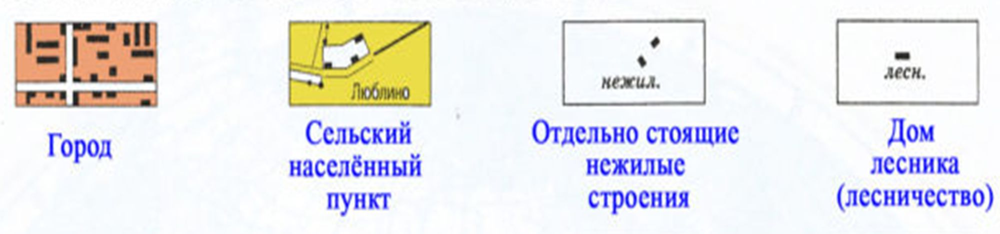 Люблино
нежил.
лесн.
Город
Сельский
населённый
пункт
Отдельно стоящие
нежилые
строения
Дом
лесника
(лесничество)